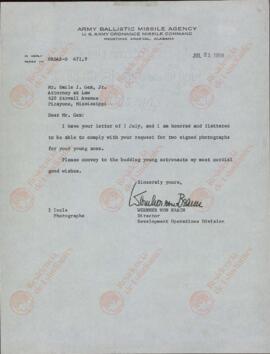 ARMY BALLISTIC MISSILE AGENCY
U. S. ARMY ORDNANCE MISSILE COMMAND
REDSTONE ARSENAL, ALABAMA
IN REPLY
REFER TO
ORDAB-D 471.9
JUL 23 1959
Mr. Emile J. Gex, Jr.
Attorney at Law
Picayune, Mississippi
Dear Mr. Gex:
I have your letter of 1 July, and I am honored and flattered
to be able to comply with your request for two signed photographs
for your young sons.
Please convey to the budding young astronauts my most cordial
good wishes.
Sincerely yours,
Wernher von Braun
WERNHER VON BRAUN
Director
Development Operations Division
2 Incls
Photographs